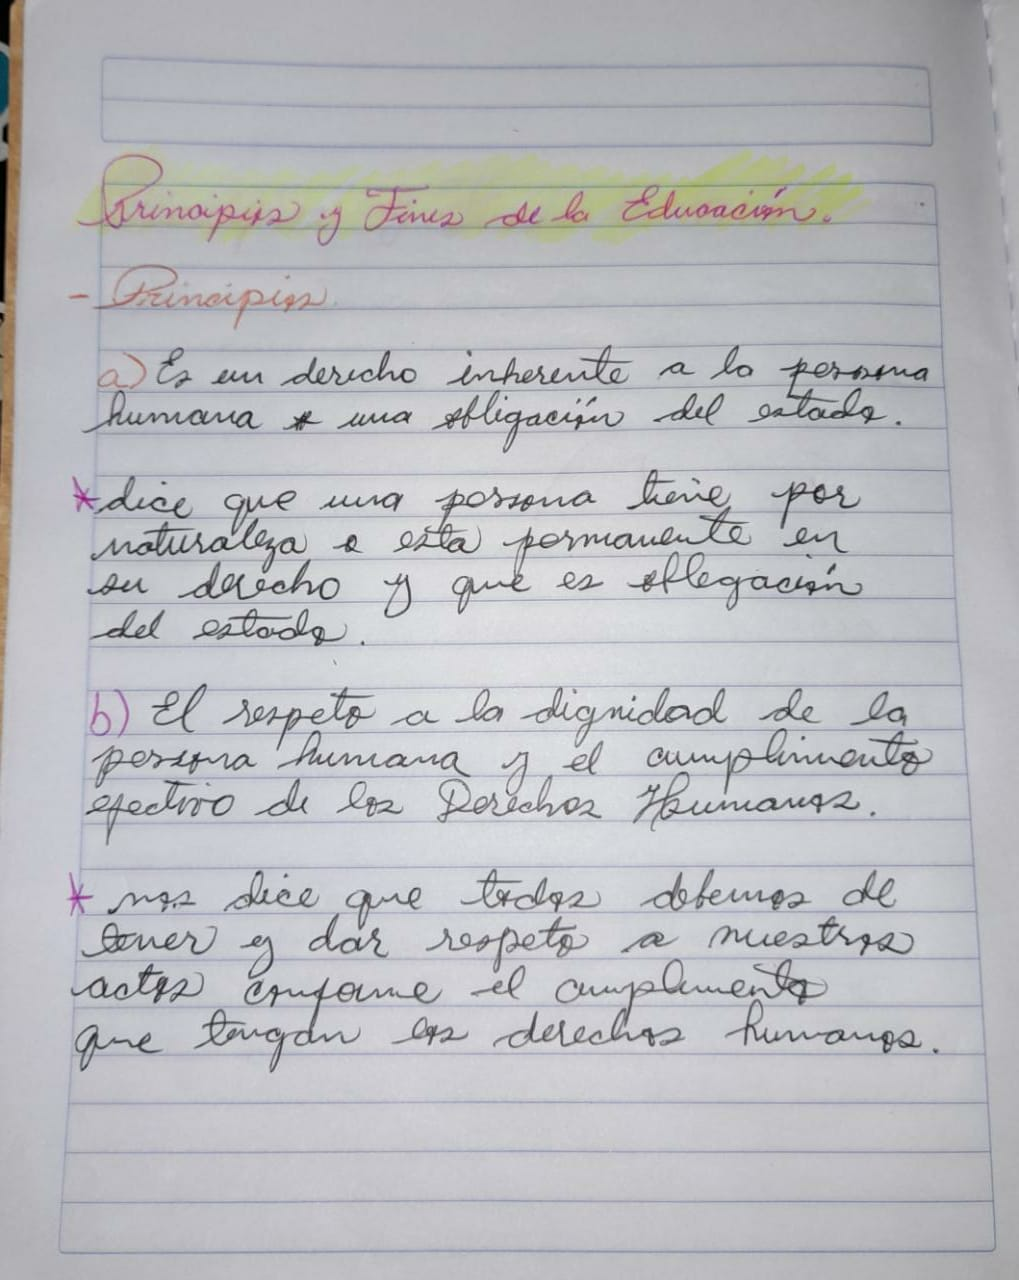 Principios y Fines de la Educación.
- Principios
a) Es un derecho inherente a la persona
humana * una obligación del estado.
* dice que una persona tiene por
naturaleza o esta permanente en
su derecho y que es oblegación
del estado.
b) El respeto a la dignidad de la
persona humana y el cumplimiento
efectivo de los Derechos Humanos.
* nos dice que todos debemos de
tener y dar respeto a nuestros
actos conforme el cumplimento
que tengan los derechos humanos.